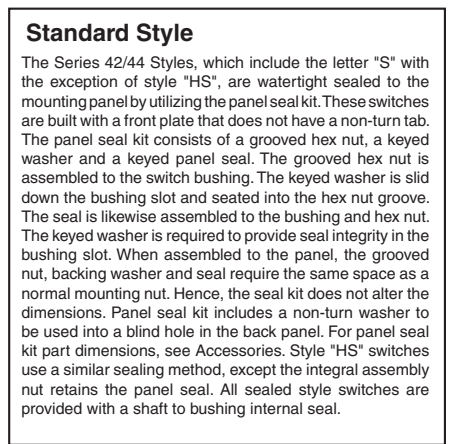 Standard Style
The Series 42/44 Styles, which include the letter "S" with
the exception of style "HS", are watertight sealed to the
mounting panel by utilizing the panel seal kit. These switches
are built with a front plate that does not have a non-turn tab.
The panel seal kit consists of a grooved hex nut, a keyed
washer and a keyed panel seal. The grooved hex nut is
assembled to the switch bushing. The keyed washer is slid
down the bushing slot and seated into the hex nut groove.
The seal is likewise assembled to the bushing and hex nut.
The keyed washer is required to provide seal integrity in the
bushing slot. When assembled to the panel, the grooved
nut, backing washer and seal require the same space as a
normal mounting nut. Hence, the seal kit does not alter the
dimensions. Panel seal kit includes a non-turn washer to
be used into a blind hole in the back panel. For panel seal
kit part dimensions, see Accessories. Style "HS" switches
use a similar sealing method, except the integral assembly
nut retains the panel seal. All sealed style switches are
provided with a shaft to bushing internal seal.